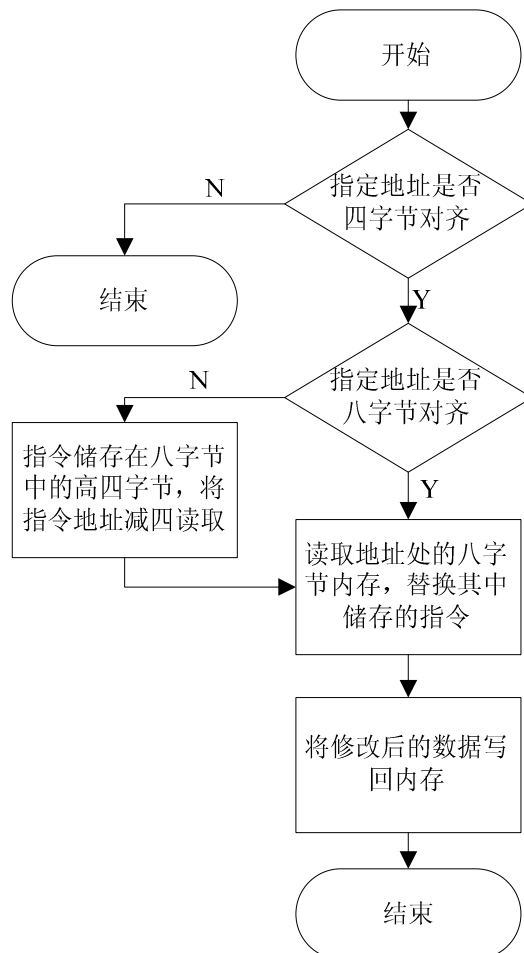 开始
指定地址是否
四字节对齐
N
结束
Y
指定地址是否
八字节对齐
N
指令储存在八字节
中的高四字节，将
指令地址减四读取
Y
读取地址处的八字
节内存，替换其中
储存的指令
将修改后的数据写
回内存
结束